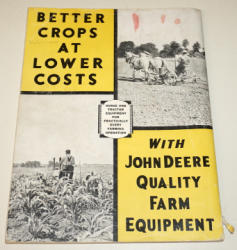 BETTER
CROPS
AT
LOWER
COSTS
HORSE AND
TRACTOR
EQUIPMENT
FOR
PRACTICALLY
EVERY
FARMING
OPERATION
WITH
JOHN DEERE
QUALITY
FARM
EQUIPMENT